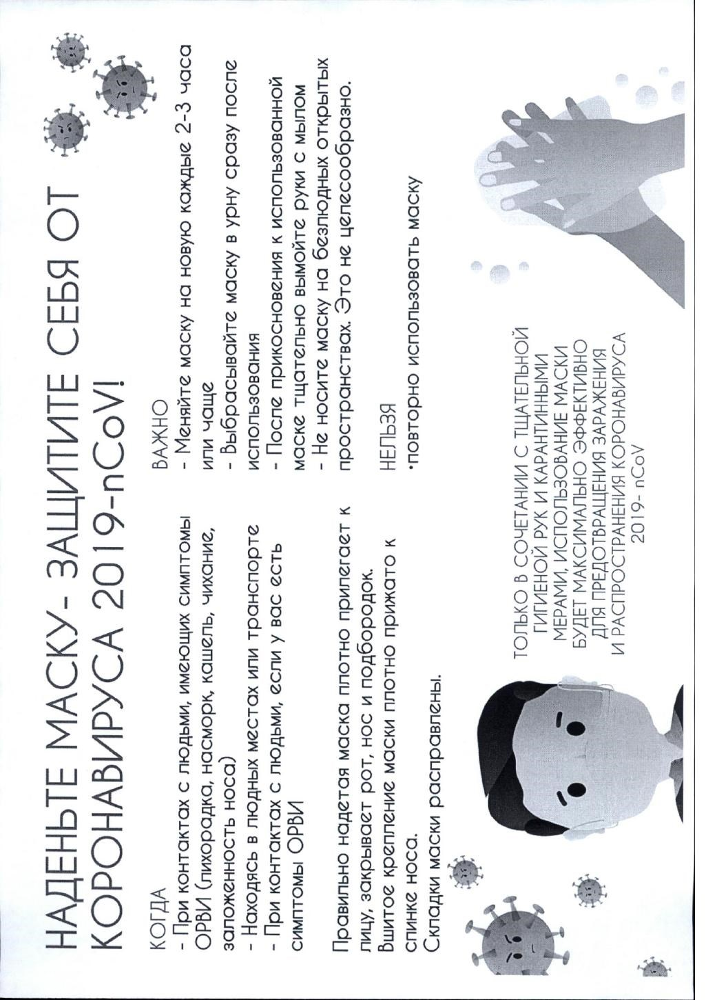 НАДЕНЬТЕ МАСКУ- ЗАЩИТИТЕ СЕБЯ ОТ
КОРОНАВИРУСА 2019-nCoV!
КОГДА
- При контактах с людьми, имеющих симптомы
ОРВИ (лихорадка, насморк, кашель, чихание,
заложенность носа)
- Находясь в людных местах или транспорте
- При контактах с людьми, если у вас есть
симптомы ОРВИ
Правильно надетая маска плотно прилегает к
лицу, закрывает рот, нос и подбородок.
Вшитое крепление маски плотно прижато к
спинке носа.
Складки маски расправлены.
ВАЖНО
- Меняйте маску на новую каждые 2-3 часа
или чаще
- Выбрасывайте маску в урну сразу после
использования
- После прикосновения к использованной
маске тщательно вымойте руки с мылом
- Не носите маску на безлюдных открытых
пространствах. Это не целесообразно.
НЕЛЬЗЯ
•повторно использовать маску
ТОЛЬКО В СОЧЕТАНИИ С ТЩАТЕЛЬНОЙ
ГИГИЕНОЙ РУК И КАРАНТИННЫМИ
МЕРАМИ, ИСПОЛЬЗОВАНИЕ МАСКИ
БУДЕТ МАКСИМАЛЬНО ЭФФЕКТИВНО
ДЛЯ ПРЕДОТВРАЩЕНИЯ ЗАРАЖЕНИЯ
И РАСПРОСТРАНЕНИЯ КОРОНАВИРУСА
2019- nCoV